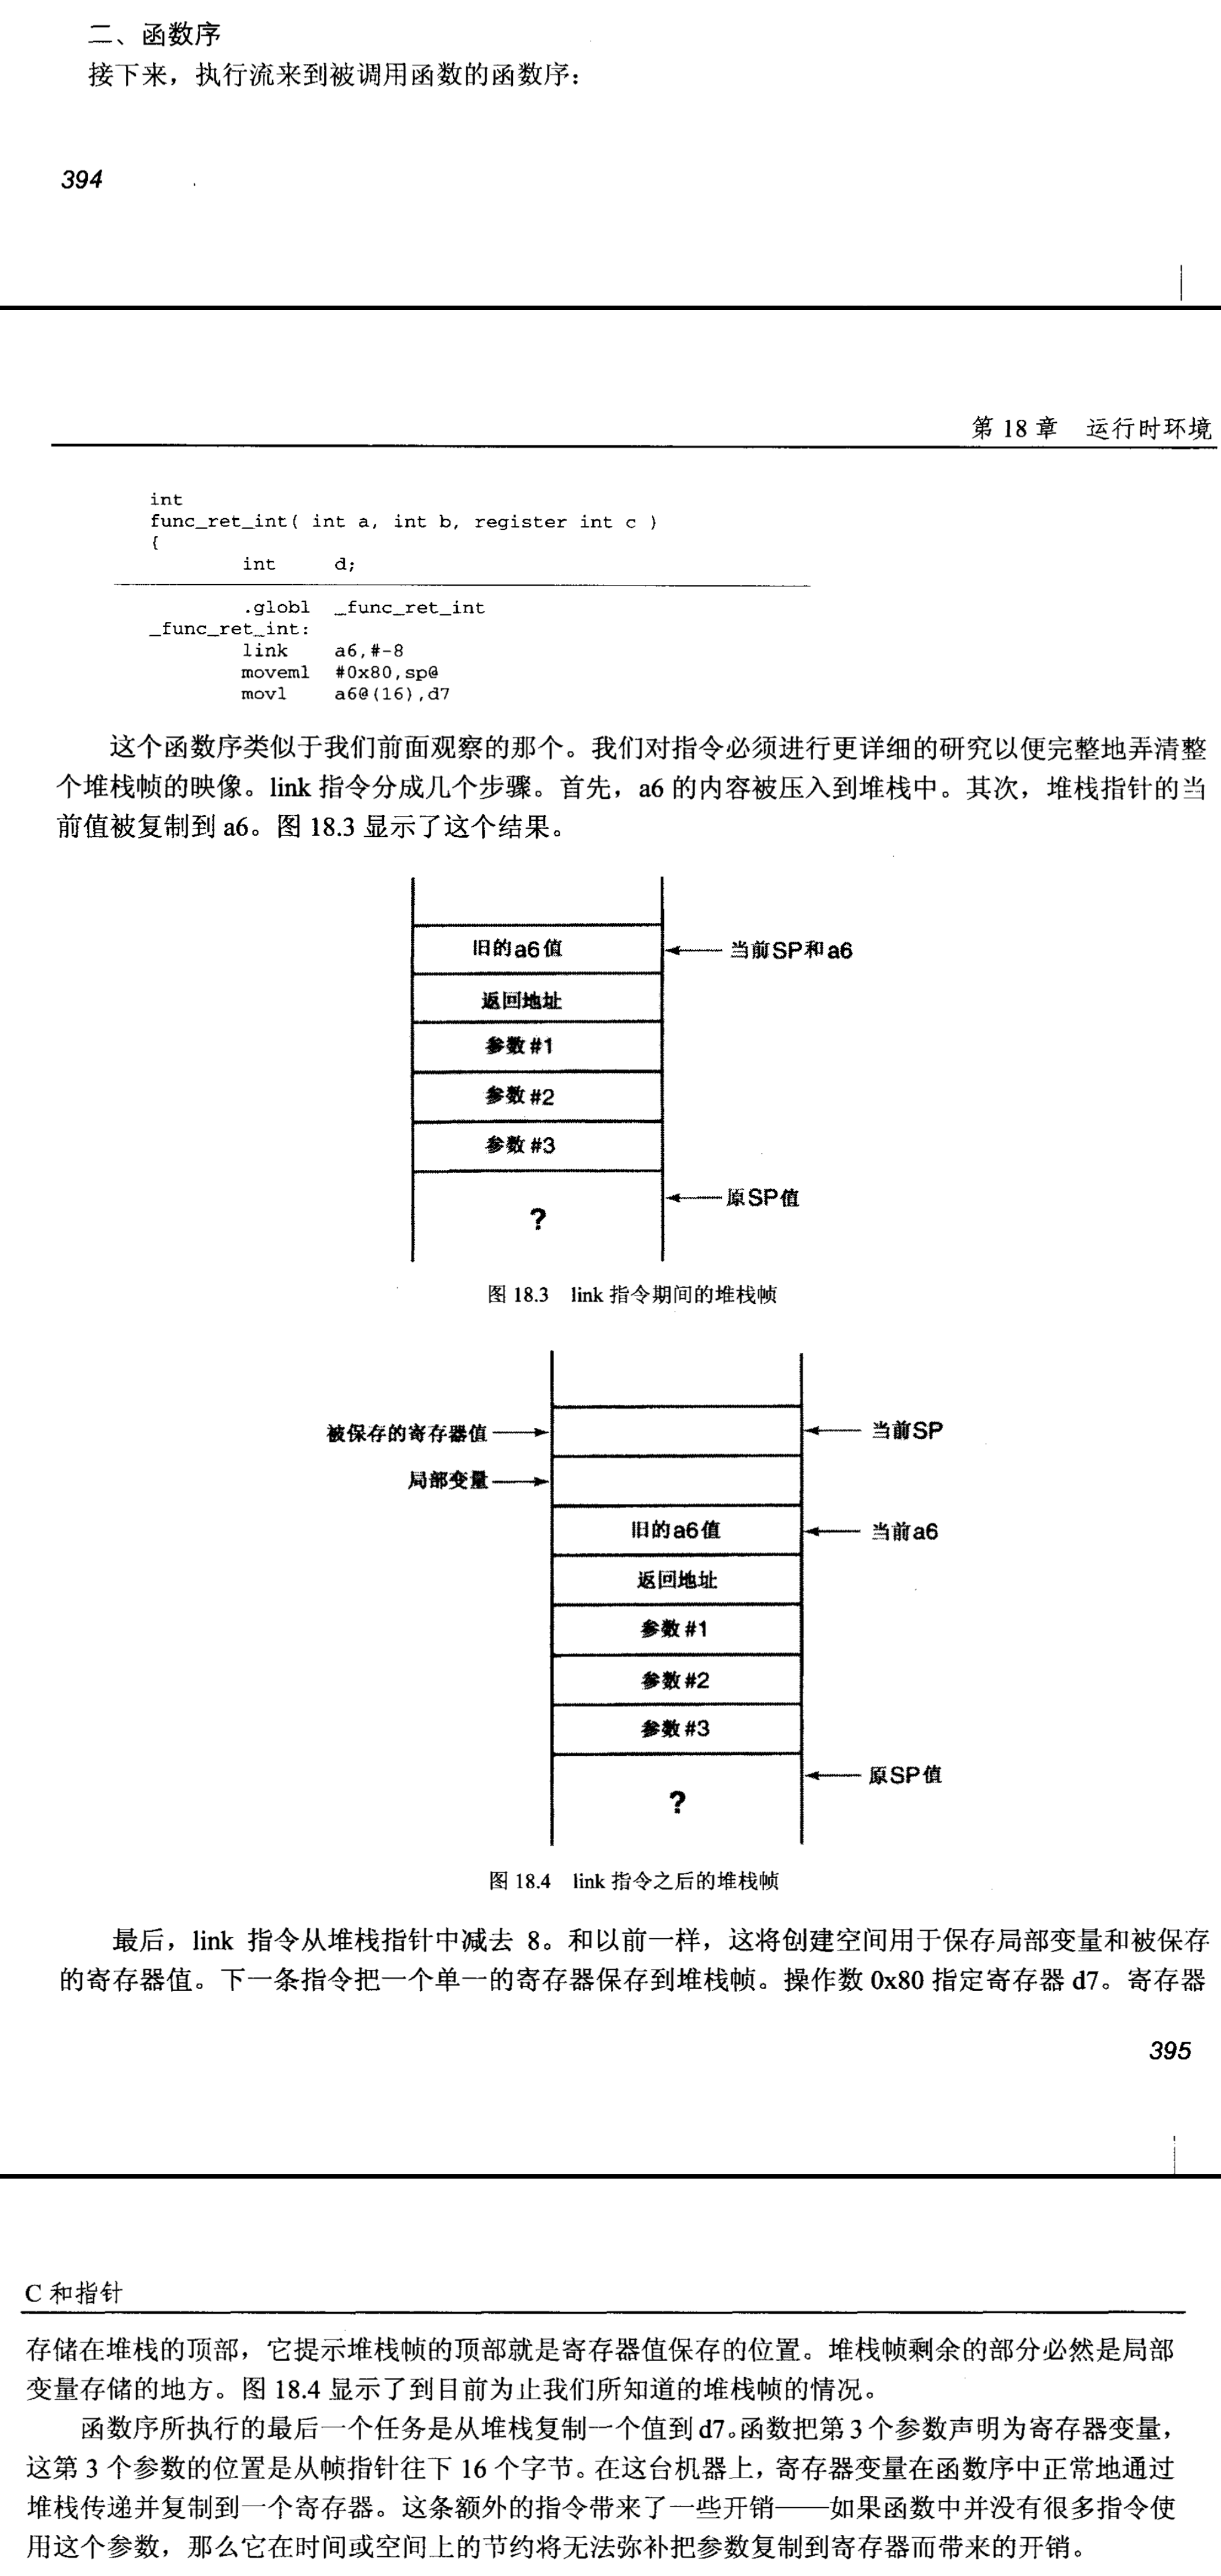 二、函数序
接下来，执行流来到被调用函数的函数序：
394
第 18 章 运行时环境
int
func_ret_int( int a, int b, register int c )
{
int d;
.globl _func_ret_int
_func_ret_int:
link a6,#-8
moveml #0x80,sp@
movl a6@(16),d7
这个函数序类似于我们前面观察的那个。我们对指令必须进行更详细的研究以便完整地弄清整
个堆栈帧的映像。link 指令分成几个步骤。首先，a6 的内容被压入到堆栈中。其次，堆栈指针的当
前值被复制到 a6。图 18.3 显示了这个结果。
旧的a6值
当前SP和a6
返回地址
参数#1
参数#2
参数#3
原SP值
?
图 18.3 link 指令期间的堆栈帧
被保存的寄存器值
当前SP
局部变量
旧的a6值
当前a6
返回地址
参数#1
参数#2
参数#3
原SP值
?
图 18.4 link 指令之后的堆栈帧
最后，link 指令从堆栈指针中减去 8。和以前一样，这将创建空间用于保存局部变量和被保存
的寄存器值。下一条指令把一个单一的寄存器保存到堆栈帧。操作数 0x80 指定寄存器 d7。寄存器
395
C 和指针
存储在堆栈的顶部，它提示堆栈帧的顶部就是寄存器值保存的位置。堆栈帧剩余的部分必然是局部
变量存储的地方。图 18.4 显示了到目前为止我们所知道的堆栈帧的情况。
函数序所执行的最后一个任务是从堆栈复制一个值到 d7。函数把第 3 个参数声明为寄存器变量，
这第 3 个参数的位置是从帧指针往下 16 个字节。在这台机器上，寄存器变量在函数序中正常地通过
堆栈传递并复制到一个寄存器。这条额外的指令带来了一些开销——如果函数中并没有很多指令使
用这个参数，那么它在时间或空间上的节约将无法弥补把参数复制到寄存器而带来的开销。